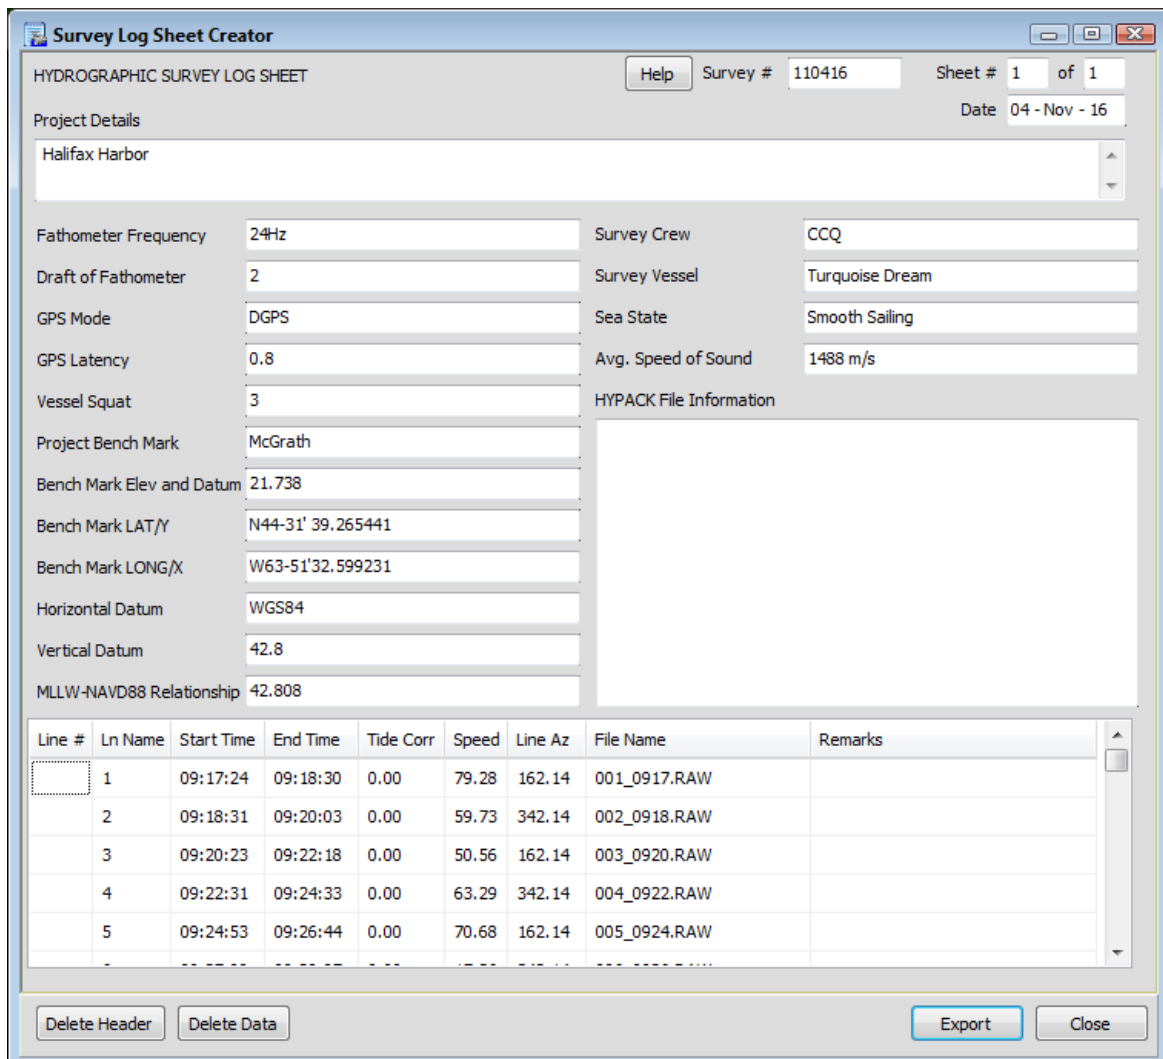 Survey Log Sheet Creator
HYDROGRAPHIC SURVEY LOG SHEET Help Survey # 110416 Sheet # 1 of 1
Date 04 - Nov - 16
Project Details
Halifax Harbor
Fathometer Frequency 24Hz Survey Crew CCQ
Draft of Fathometer 2 Survey Vessel Turquoise Dream
GPS Mode DGPS Sea State Smooth Sailing
GPS Latency 0.8 Avg. Speed of Sound 1488 m/s
Vessel Squat 3 HYPACK File Information
Project Bench Mark McGrath
Bench Mark Elev and Datum 21.738
Bench Mark LAT/Y N44-31' 39.265441
Bench Mark LONG/X W63-51'32.599231
Horizontal Datum WGS84
Vertical Datum 42.8
MLLW-NAVD88 Relationship 42.808
Line # Ln Name Start Time End Time Tide Corr Speed Line Az File Name Remarks
1 09:17:24 09:18:30 0.00 79.28 162.14 001_0917.RAW
2 09:18:31 09:20:03 0.00 59.73 342.14 002_0918.RAW
3 09:20:23 09:22:18 0.00 50.56 162.14 003_0920.RAW
4 09:22:31 09:24:33 0.00 63.29 342.14 004_0922.RAW
5 09:24:53 09:26:44 0.00 70.68 162.14 005_0924.RAW
Delete Header Delete Data Export Close